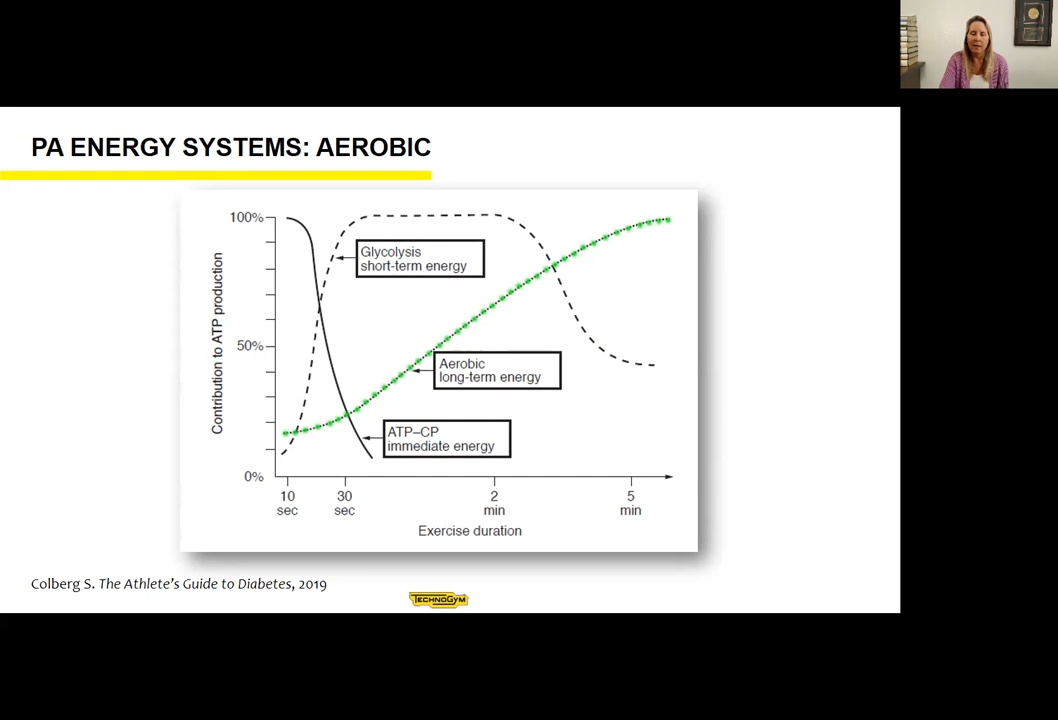 PA ENERGY SYSTEMS: AEROBIC
100%
50%
0%
Contribution to ATP production
Glycolysis
short-term energy
Aerobic
long-term energy
ATP–CP
immediate energy
10
sec
30
sec
2
min
5
min
Exercise duration
Colberg S. The Athlete's Guide to Diabetes, 2019
TECHNOGYM